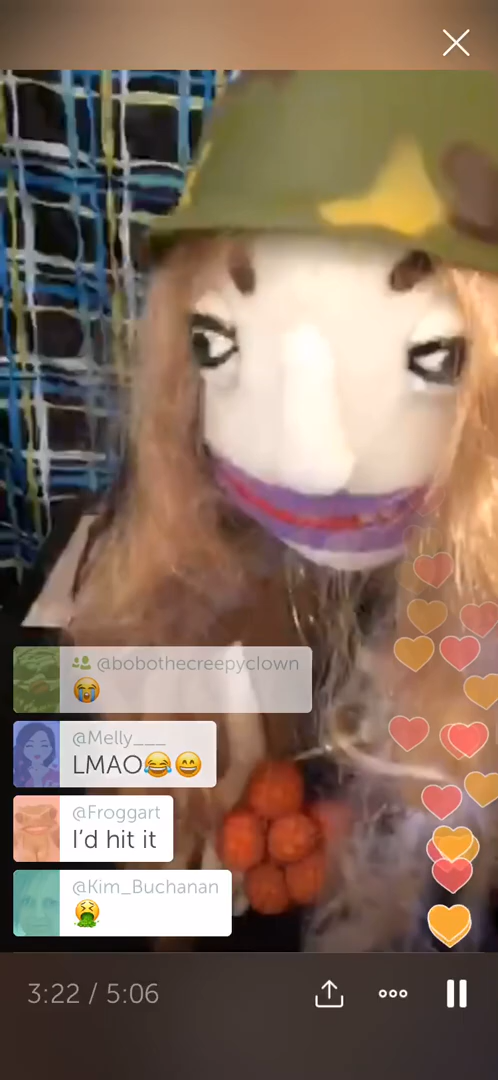 @bobothecreepyclown
😭
@Melly___
LMAO😂😄
@Froggart
I'd hit it
@Kim_Buchanan
🤮
3:22 / 5:06